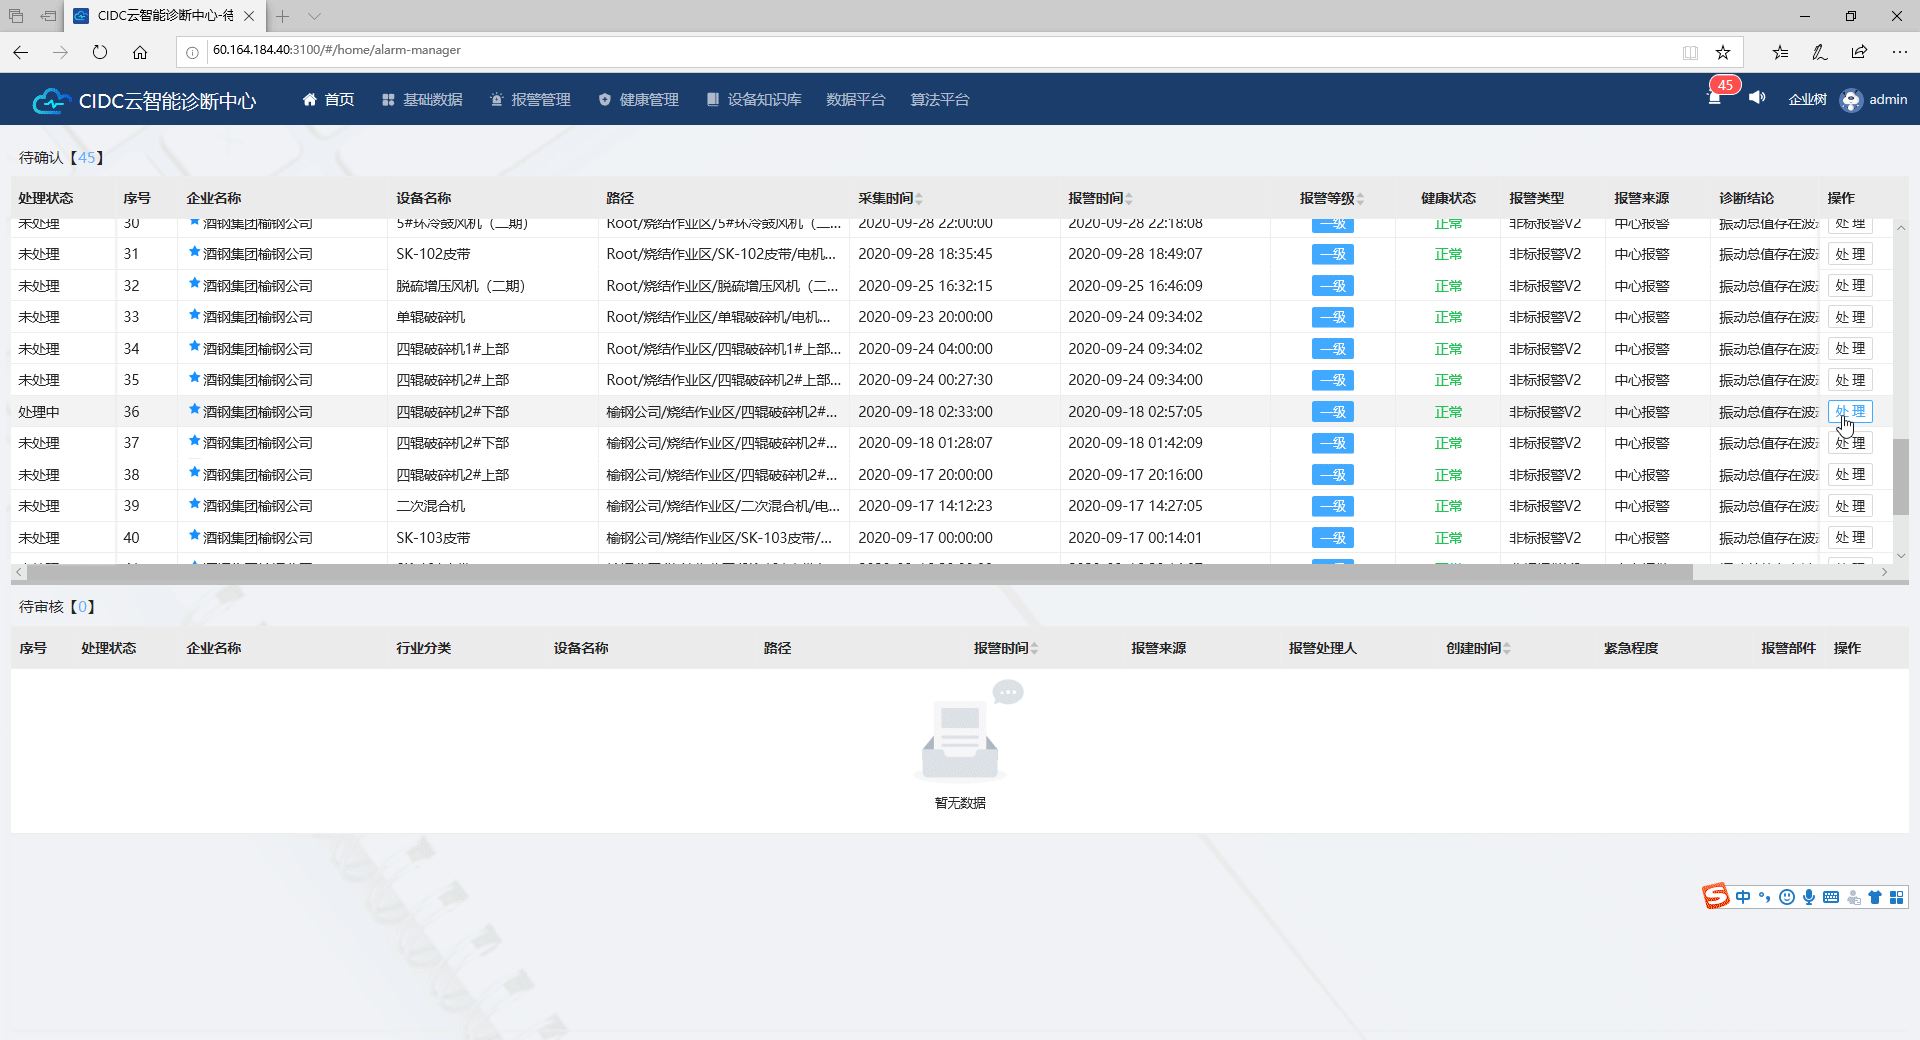 CIDC云智能诊断中心-待
60.164.184.40:3100/#/home/alarm-manager
CIDC云智能诊断中心 首页 基础数据 报警管理 健康管理 设备知识库 数据平台 算法平台 45 企业树 admin
待确认【45】
处理状态 序号 企业名称 设备名称 路径 采集时间 报警时间 报警等级 健康状态 报警类型 报警来源 诊断结论 操作
未处理 30 酒钢集团榆钢公司 5#环冷鼓风机（二期） Root/烧结作业区/5#环冷鼓风机（二... 2020-09-28 22:00:00 2020-09-28 22:18:08 一级 正常 非标报警V2 中心报警 振动总值存在波 处 理
未处理 31 酒钢集团榆钢公司 SK-102皮带 Root/烧结作业区/SK-102皮带/电机... 2020-09-28 18:35:45 2020-09-28 18:49:07 一级 正常 非标报警V2 中心报警 振动总值存在波 处 理
未处理 32 酒钢集团榆钢公司 脱硫增压风机（二期） Root/烧结作业区/脱硫增压风机（二... 2020-09-25 16:32:15 2020-09-25 16:46:09 一级 正常 非标报警V2 中心报警 振动总值存在波 处 理
未处理 33 酒钢集团榆钢公司 单辊破碎机 Root/烧结作业区/单辊破碎机/电机... 2020-09-23 20:00:00 2020-09-24 09:34:02 一级 正常 非标报警V2 中心报警 振动总值存在波 处 理
未处理 34 酒钢集团榆钢公司 四辊破碎机1#上部 Root/烧结作业区/四辊破碎机1#上部... 2020-09-24 04:00:00 2020-09-24 09:34:02 一级 正常 非标报警V2 中心报警 振动总值存在波 处 理
未处理 35 酒钢集团榆钢公司 四辊破碎机2#上部 Root/烧结作业区/四辊破碎机2#上部... 2020-09-24 00:27:30 2020-09-24 09:34:00 一级 正常 非标报警V2 中心报警 振动总值存在波 处 理
处理中 36 酒钢集团榆钢公司 四辊破碎机2#下部 榆钢公司/烧结作业区/四辊破碎机2#... 2020-09-18 02:33:00 2020-09-18 02:57:05 一级 正常 非标报警V2 中心报警 振动总值存在波 处 理
未处理 37 酒钢集团榆钢公司 四辊破碎机2#下部 榆钢公司/烧结作业区/四辊破碎机2#... 2020-09-18 01:28:07 2020-09-18 01:42:09 一级 正常 非标报警V2 中心报警 振动总值存在波 处 理
未处理 38 酒钢集团榆钢公司 四辊破碎机2#上部 榆钢公司/烧结作业区/四辊破碎机2#... 2020-09-17 20:00:00 2020-09-17 20:16:00 一级 正常 非标报警V2 中心报警 振动总值存在波 处 理
未处理 39 酒钢集团榆钢公司 二次混合机 榆钢公司/烧结作业区/二次混合机/电... 2020-09-17 14:12:23 2020-09-17 14:27:05 一级 正常 非标报警V2 中心报警 振动总值存在波 处 理
未处理 40 酒钢集团榆钢公司 SK-103皮带 榆钢公司/烧结作业区/SK-103皮带/... 2020-09-17 00:00:00 2020-09-17 00:14:01 一级 正常 非标报警V2 中心报警 振动总值存在波 处 理
待审核【0】
序号 处理状态 企业名称 行业分类 设备名称 路径 报警时间 报警来源 报警处理人 创建时间 紧急程度 报警部件 操作
暂无数据
中